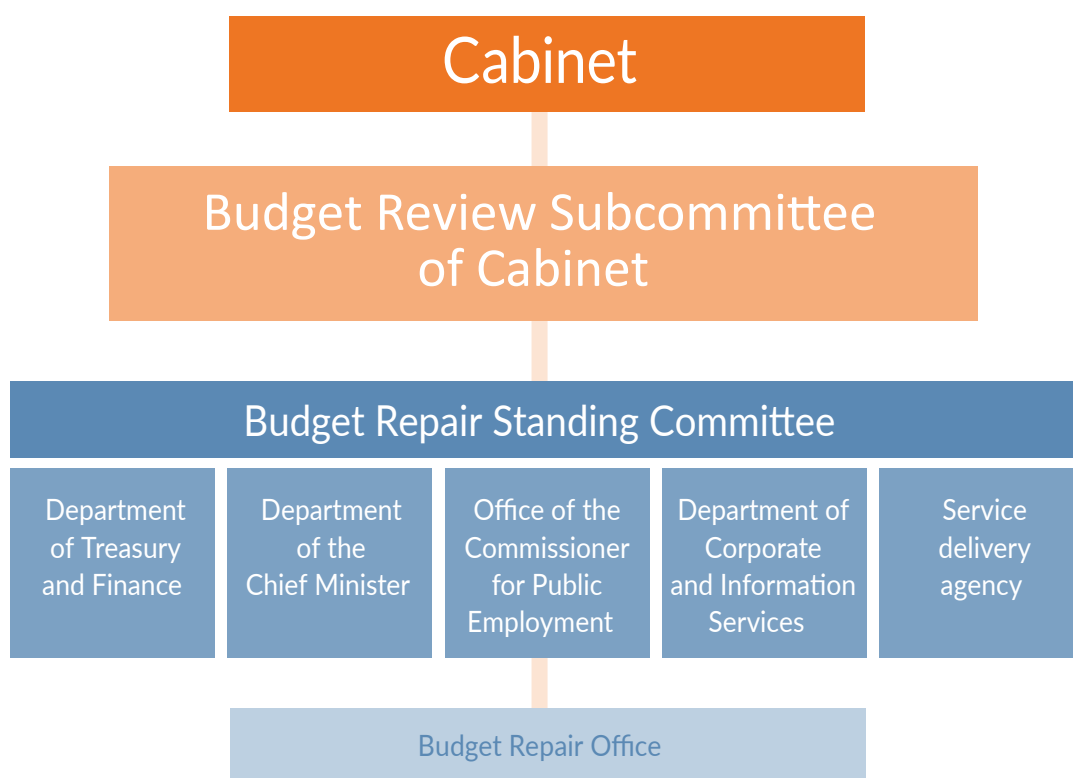 Cabinet
Budget Review Subcommittee
of Cabinet
Budget Repair Standing Committee
Department
of Treasury
and Finance
Department
of the
Chief Minister
Office of the
Commissioner
for Public
Employment
Department of
Corporate
and Information
Services
Service
delivery
agency
Budget Repair Office